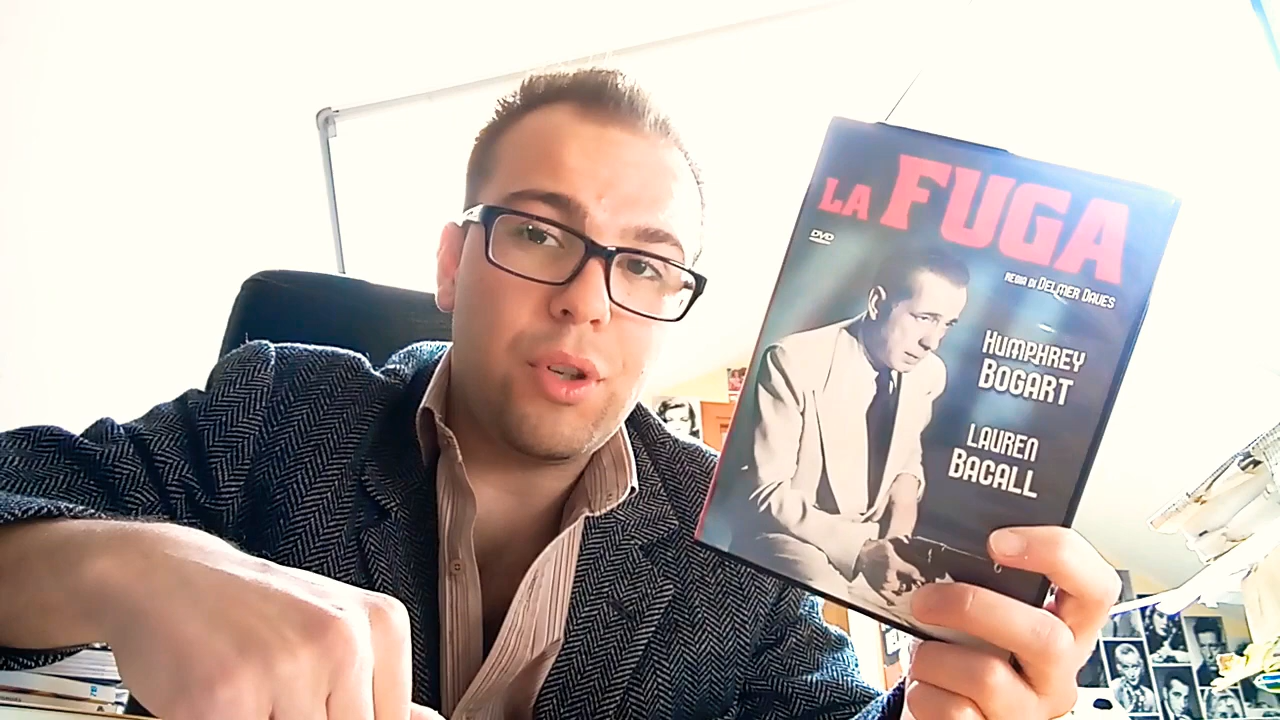 LA FUGA
DVD
REGIA DI DELMER DAVES
HUMPHREY
BOGART
LAUREN
BACALL